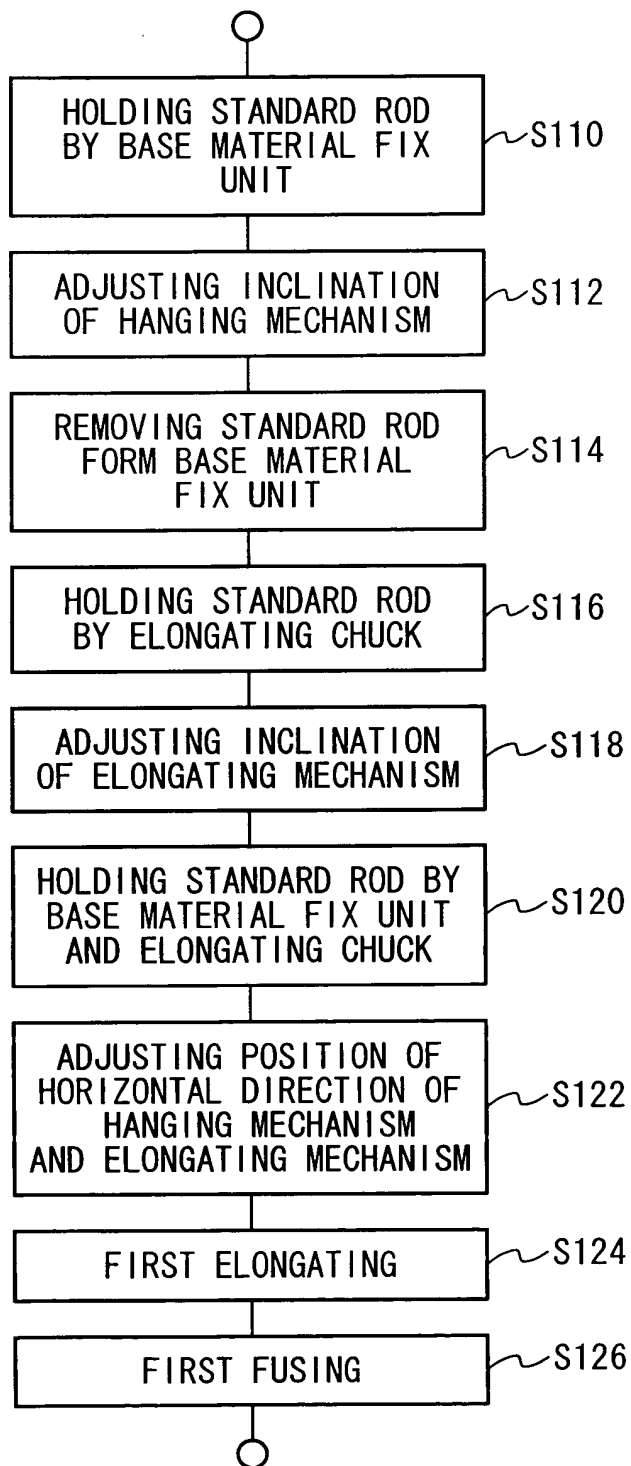 HOLDING STANDARD ROD
BY BASE MATERIAL FIX
UNIT
S110
ADJUSTING INCLINATION
OF HANGING MECHANISM
S112
REMOVING STANDARD ROD
FORM BASE MATERIAL
FIX UNIT
S114
HOLDING STANDARD ROD
BY ELONGATING CHUCK
S116
ADJUSTING INCLINATION
OF ELONGATING MECHANISM
S118
HOLDING STANDARD ROD BY
BASE MATERIAL FIX UNIT
AND ELONGATING CHUCK
S120
ADJUSTING POSITION OF
HORIZONTAL DIRECTION OF
HANGING MECHANISM
AND ELONGATING MECHANISM
S122
FIRST ELONGATING
S124
FIRST FUSING
S126